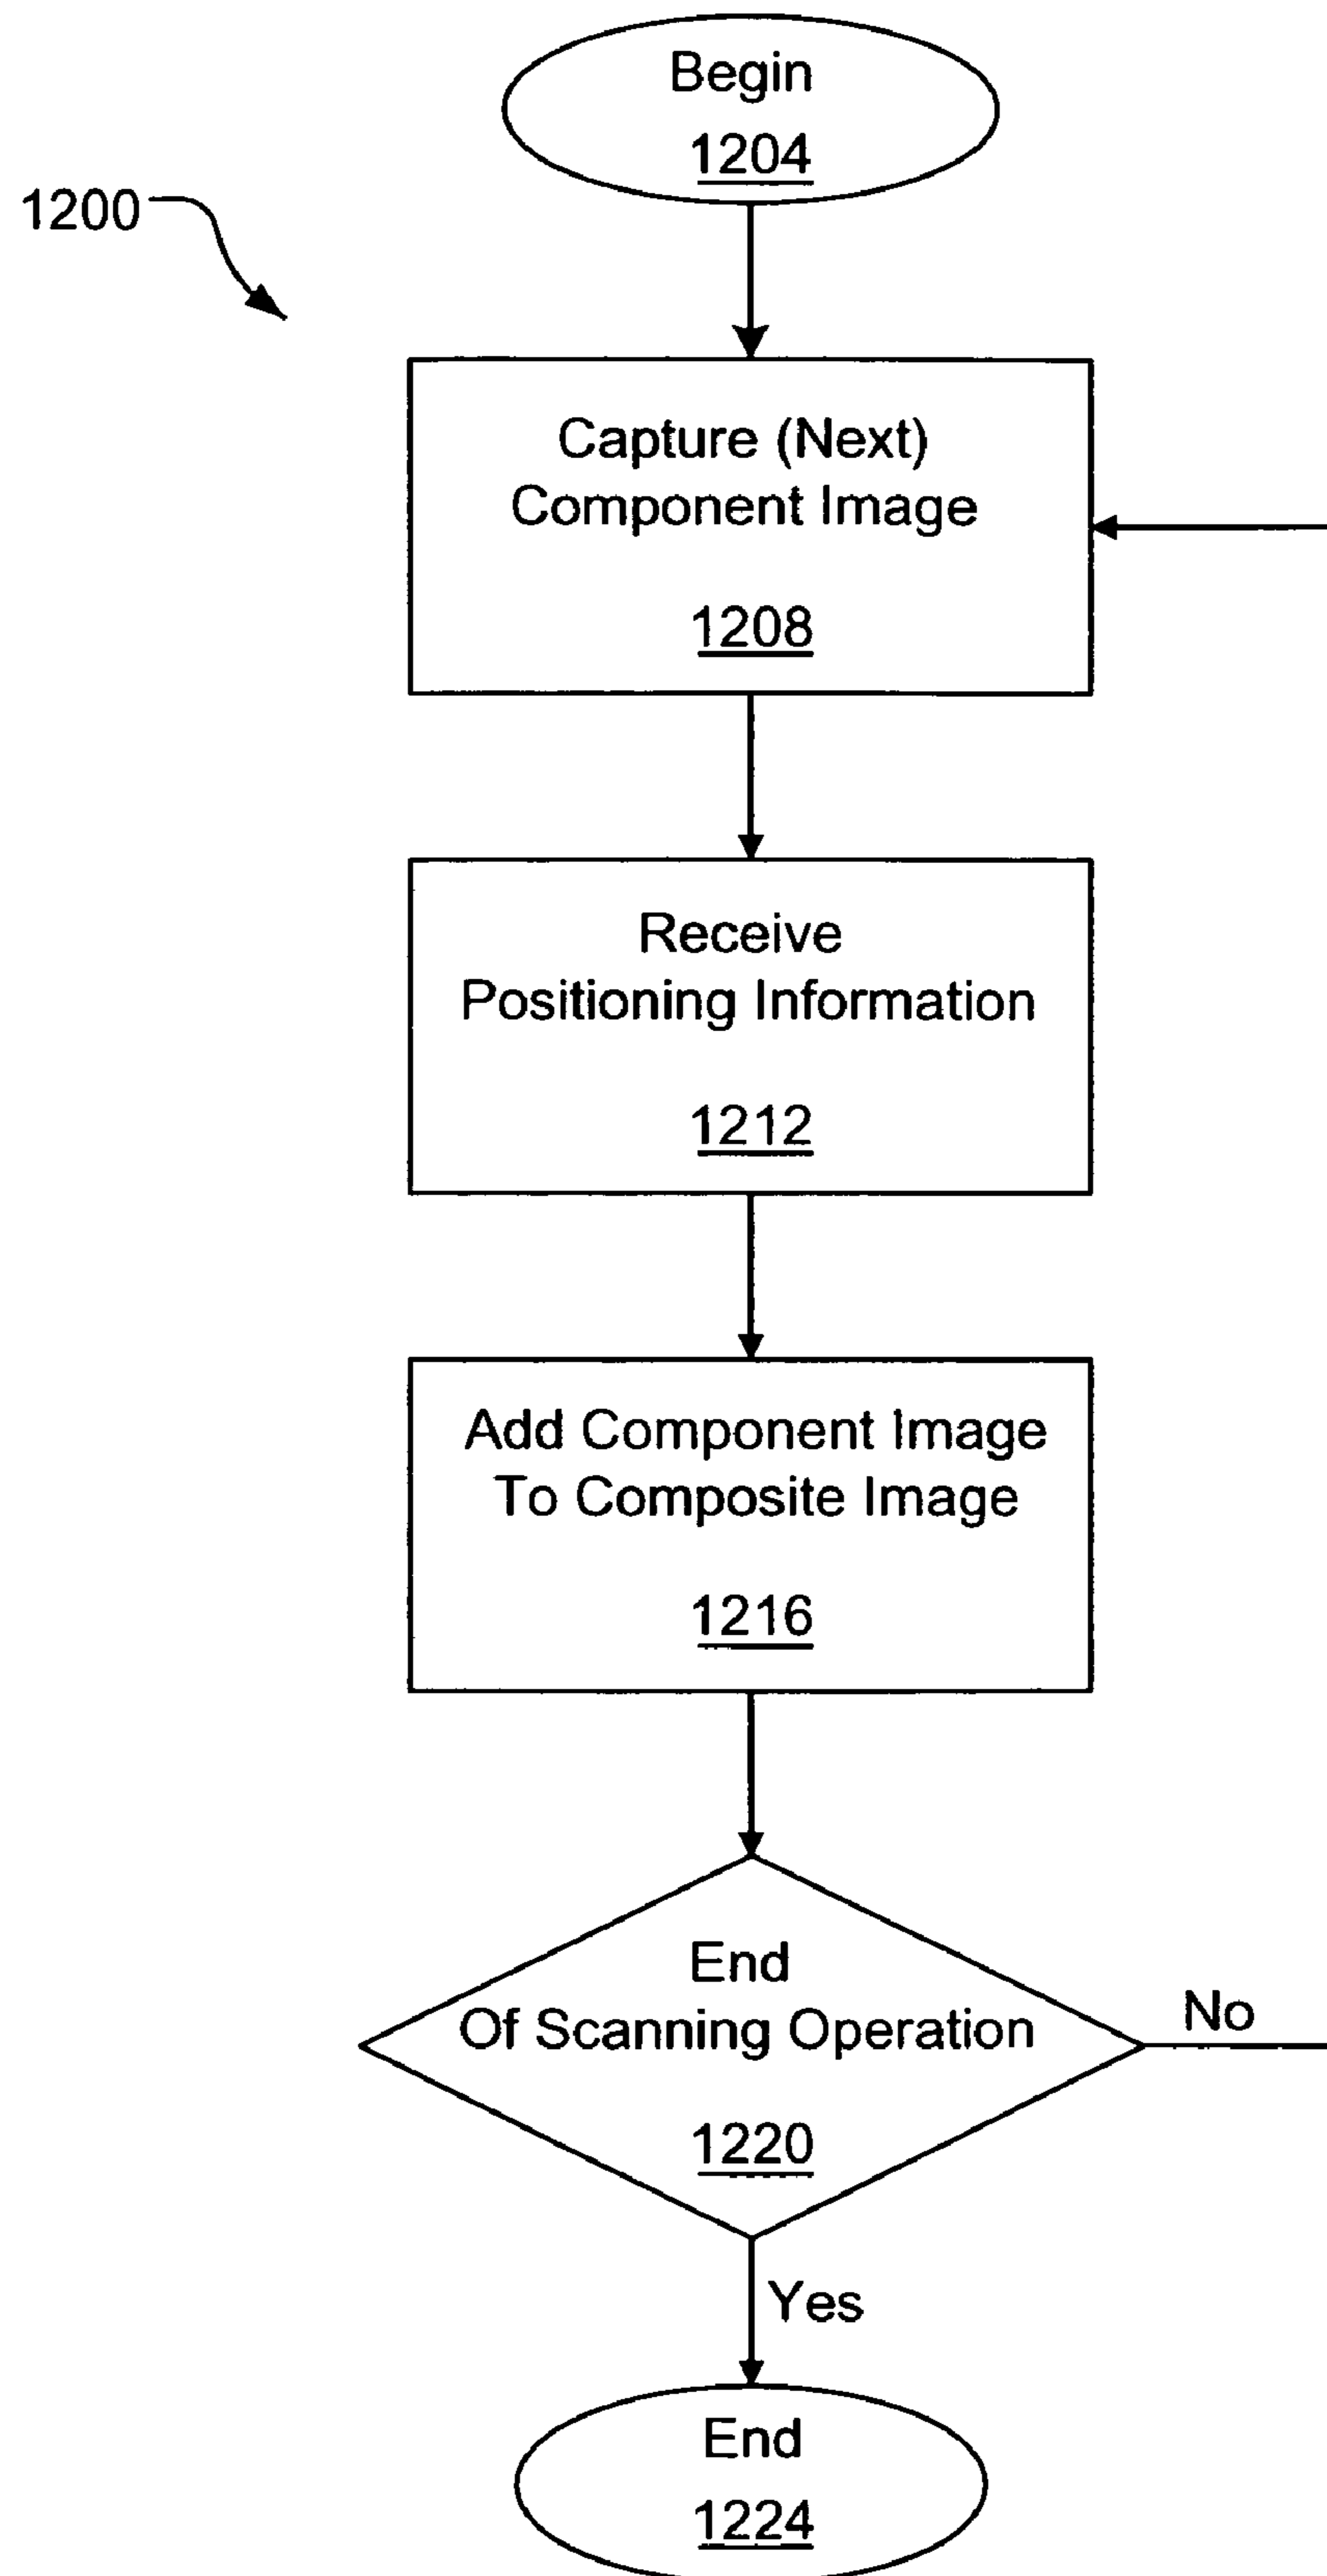 Begin
1204
1200
Capture (Next)
Component Image
1208
Receive
Positioning Information
1212
Add Component Image
To Composite Image
1216
End
Of Scanning Operation
1220
No
Yes
End
1224